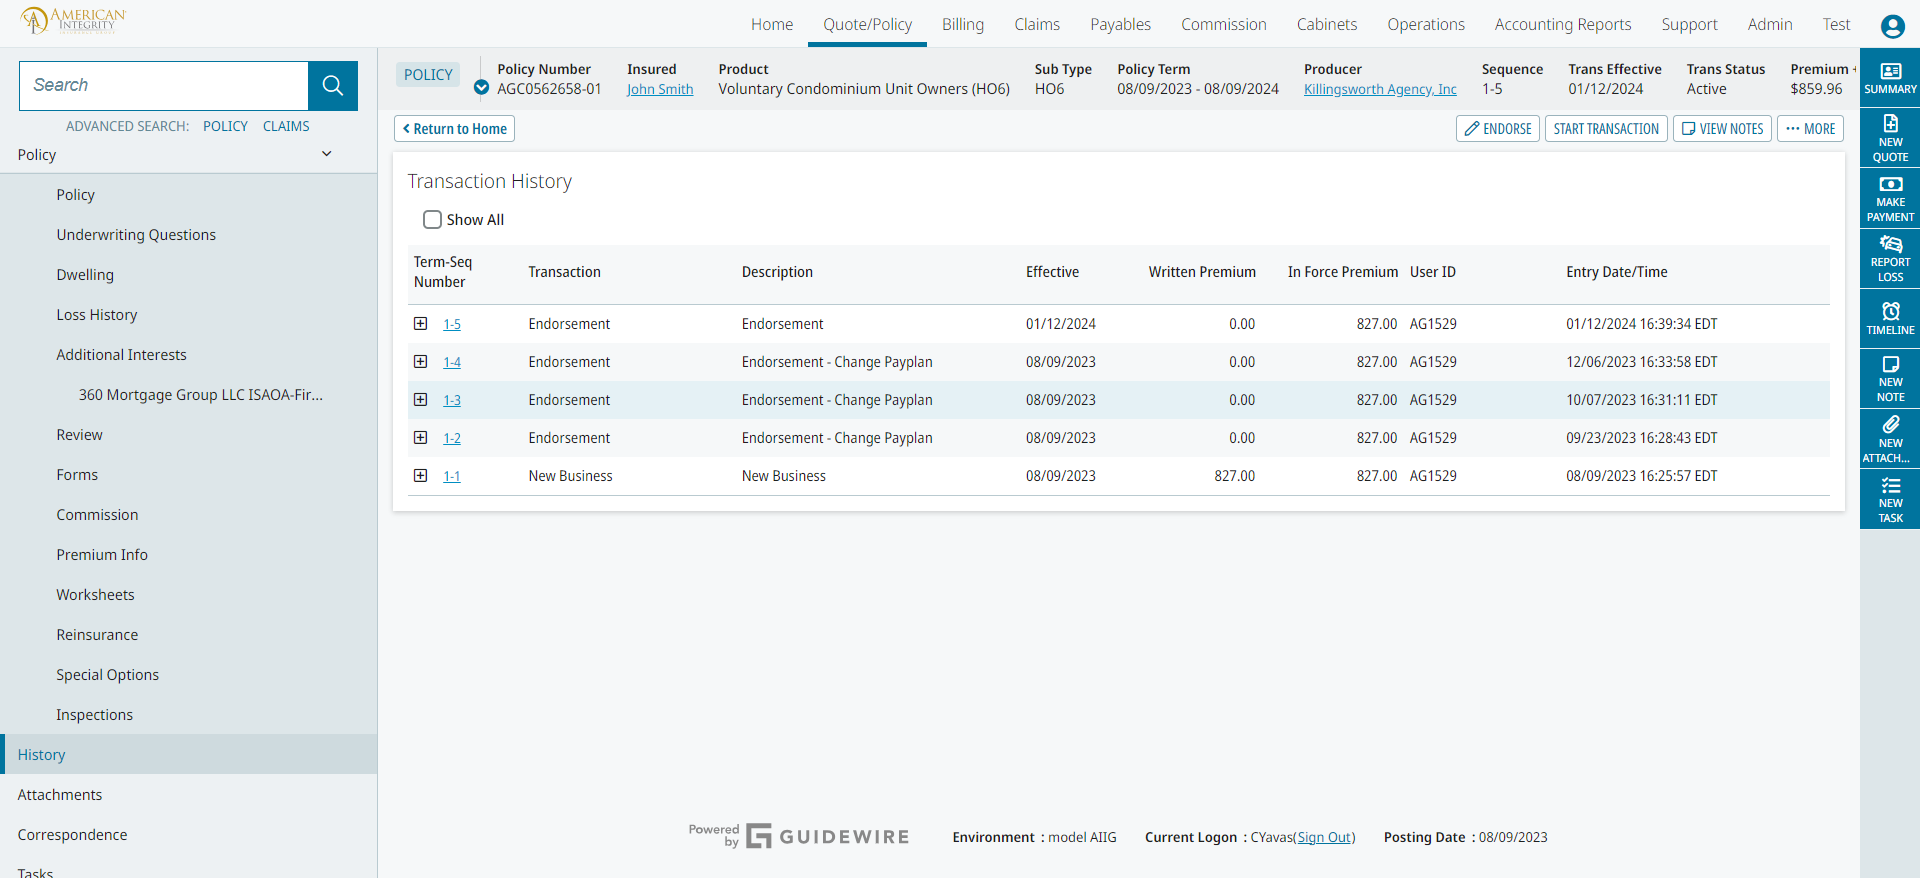 AMERICAN INTEGRITY
Home Quote/Policy Billing Claims Payables Commission Cabinets Operations Accounting Reports Support Admin Test
Search
ADVANCED SEARCH: POLICY CLAIMS
Policy
Policy
Underwriting Questions
Dwelling
Loss History
Additional Interests
360 Mortgage Group LLC ISAOA-Fir...
Review
Forms
Commission
Premium Info
Worksheets
Reinsurance
Special Options
Inspections
History
Attachments
Correspondence
Tasks
POLICY
Policy Number Insured Product Sub Type Policy Term Producer Sequence Trans Effective Trans Status Premium +
AGC0562658-01 John Smith Voluntary Condominium Unit Owners (HO6) HO6 08/09/2023 - 08/09/2024 Killingsworth Agency, Inc 1-5 01/12/2024 Active $859.96
Return to Home ENDORSE START TRANSACTION VIEW NOTES MORE
Transaction History
Show All
Term-Seq Number Transaction Description Effective Written Premium In Force Premium User ID Entry Date/Time
1-5 Endorsement Endorsement 01/12/2024 0.00 827.00 AG1529 01/12/2024 16:39:34 EDT
1-4 Endorsement Endorsement - Change Payplan 08/09/2023 0.00 827.00 AG1529 12/06/2023 16:33:58 EDT
1-3 Endorsement Endorsement - Change Payplan 08/09/2023 0.00 827.00 AG1529 10/07/2023 16:31:11 EDT
1-2 Endorsement Endorsement - Change Payplan 08/09/2023 0.00 827.00 AG1529 09/23/2023 16:28:43 EDT
1-1 New Business New Business 08/09/2023 827.00 827.00 AG1529 08/09/2023 16:25:57 EDT
SUMMARY
NEW QUOTE
MAKE PAYMENT
REPORT LOSS
TIMELINE
NEW NOTE
NEW ATTACH...
NEW TASK
Powered by GUIDEWIRE Environment : model AIIG Current Logon : CYavas(Sign Out) Posting Date : 08/09/2023